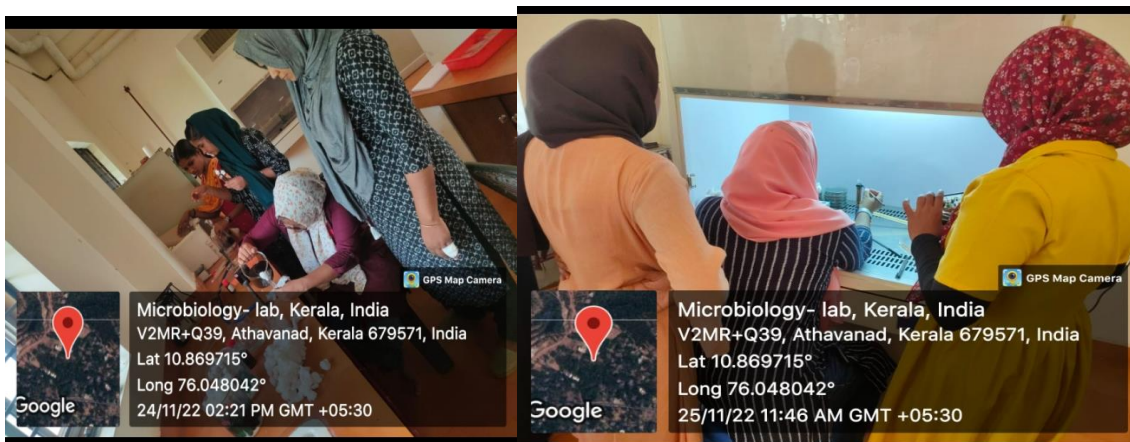 GPS Map Camera
Microbiology- lab, Kerala, India
V2MR+Q39, Athavanad, Kerala 679571, India
Lat 10.869715°
Long 76.048042°
24/11/22 02:21 PM GMT +05:30
Google
GPS Map Camera
Microbiology- lab, Kerala, India
V2MR+Q39, Athavanad, Kerala 679571, India
Lat 10.869715°
Long 76.048042°
25/11/22 11:46 AM GMT +05:30
Google